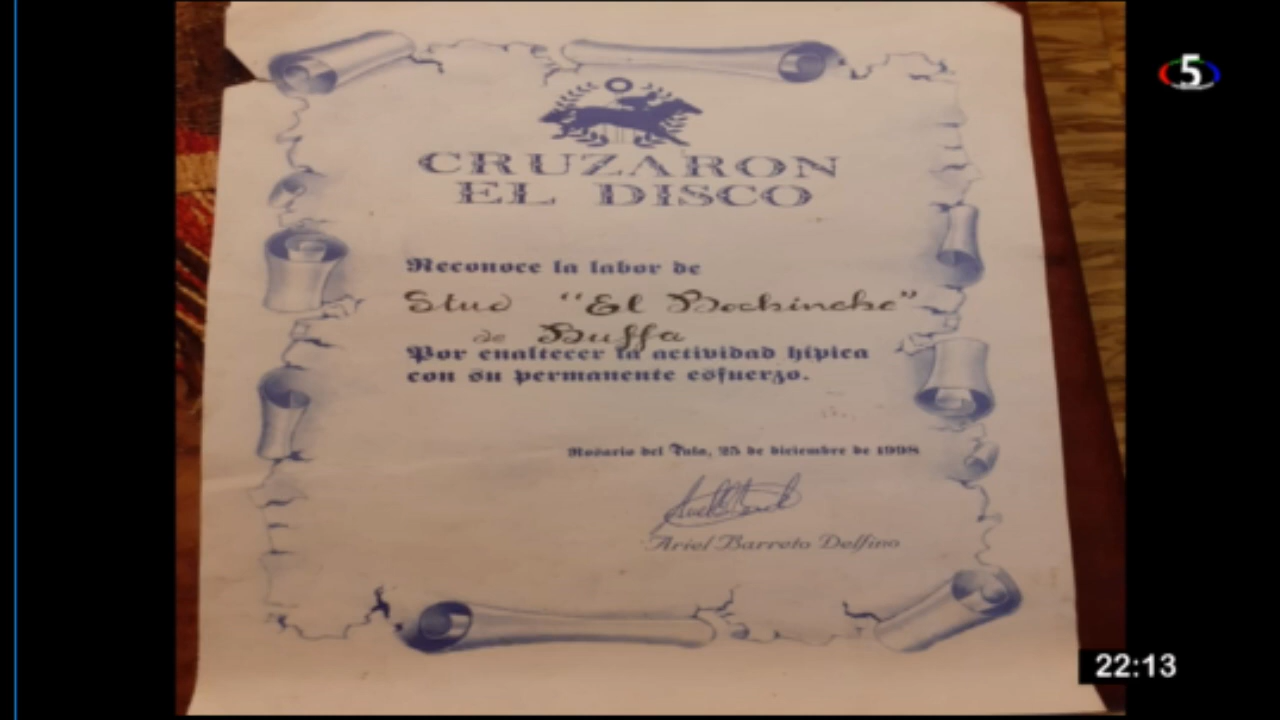 5
CRUZARON
EL DISCO
Reconoce la labor de
Stud "El Bochinche"
de Buffa
Por enaltecer la actividad hípica
con su permanente esfuerzo.
Rosario del Tala, 25 de diciembre de 1998
Ariel Barreto Delfino
22:13